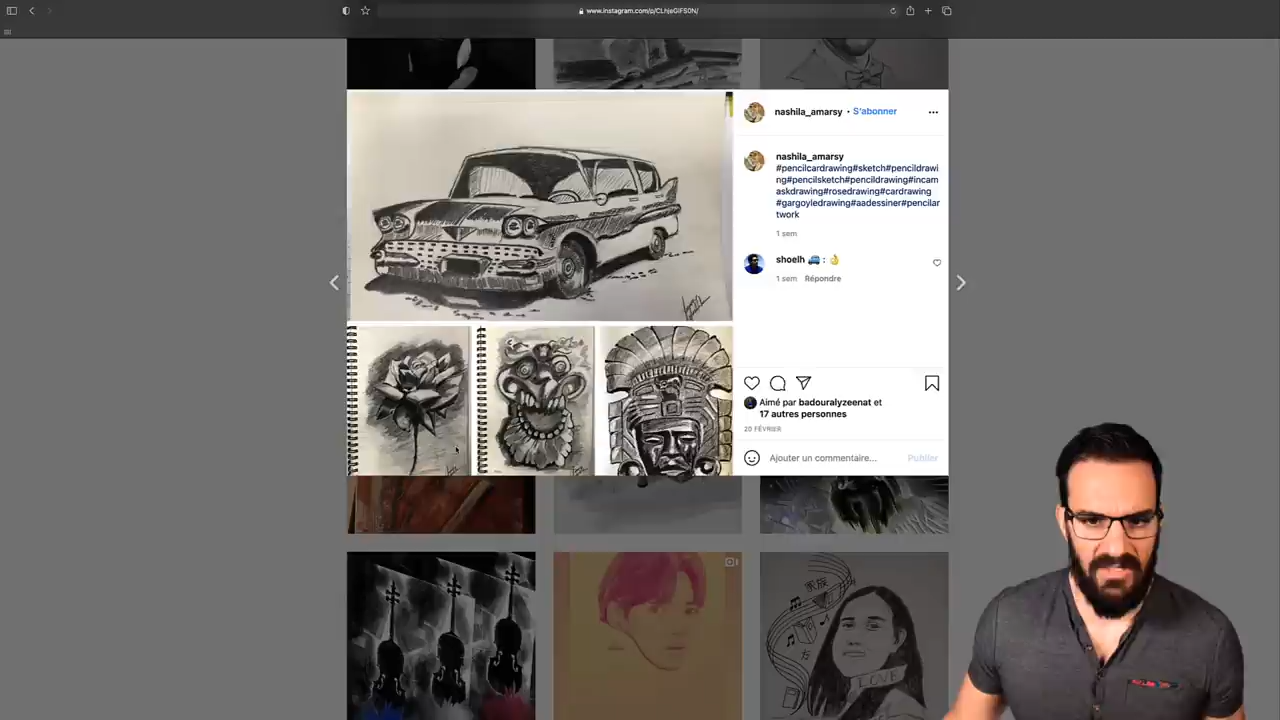 www.instagram.com/p/CLhjeGIFS0N/
nashila_amarsy • S'abonner
nashila_amarsy
#pencilcardrawing#sketch#pencildrawi
ng#pencilsketch#pencildrawing#incam
askdrawing#rosedrawing#cardrawing
#gargoyledrawing#aadessiner#pencilar
twork
1 sem
shoelh 🚙 : 👌
1 sem Répondre
Aimé par badouralyzeenat et
17 autres personnes
20 FÉVRIER
Ajouter un commentaire... Publier
LOVE